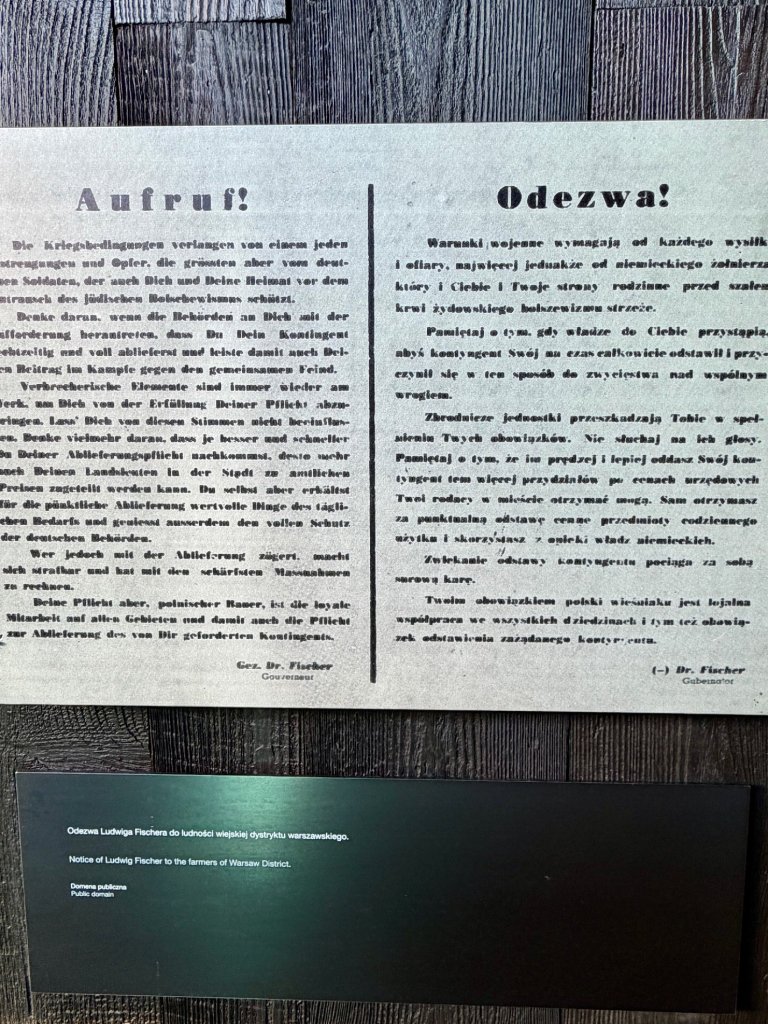 Aufruf!
Die Kriegsbedingungen verlangen von einem jeden
strengungen und Opfer, die grössten aber vom deut-
en Soldaten, der auch Dich und Deine Heimat vor dem
utrausch des jüdischen Bolschewismus schützt.
Denke daran, wenn die Behörden an Dich mit der
ufforderung herantreten, dass Du Dein Kontingent
echtzeitig und voll ablieferst und leiste damit auch Dei-
en Beitrag im Kampfe gegen den gemeinsamen Feind.
Verbrecherische Elemente sind immer wieder am
erk, um Dich von der Erfüllung Deiner Pflicht abzu-
ringen. Lass' Dich von diesen Stimmen nicht beeinflus-
en. Denke vielmehr daran, dass je besser und schneller
Du Deiner Ablieferungspflicht nachkommst, desto mehr
auch Deinen Landsleuten in der Stadt zu amtlichen
Preisen zugeteilt werden kann. Du selbst aber erhältst
für die pünktliche Ablieferung wertvolle Dinge des tägli-
chen Bedarfs und geniesst ausserdem den vollen Schutz
der deutschen Behörden.
Wer jedoch mit der Ablieferung zögert, macht
sich strafbar und hat mit den schärfsten Massnahmen
zu rechnen.
Deine Pflicht aber, polnischer Bauer, ist die loyale
Mitarbeit auf allen Gebieten und damit auch die Pflicht
zur Ablieferung des von Dir geforderten Kontingents.
Gez. Dr. Fischer
Gouverneur
Odezwa!
Warunki wojenne wymagają od każdego wysiłk
i ofiary, najwięcej jednakże od niemieckiego żołnierza
który i Ciebie i Twoje strony rodzinne przed szałem
krwi żydowskiego bolszewizmu strzeże.
Pamiętaj o tym, gdy władze do Ciebie przystąpią,
abyś kontyngent Swój na czas całkowicie odstawił i przy-
czynił się w ten sposób do zwycięstwa nad wspólnym
wrogiem.
Zbrodnicze jednostki przeszkadzają Tobie w speł-
nieniu Twych obowiązków. Nie słuchaj na ich głosy.
Pamiętaj o tym, że im prędzej i lepiej oddasz Swój kon-
tyngent tem więcej przydziałów po cenach urzędowych
Twoi rodacy w mieście otrzymać mogą. Sam otrzymasz
za punktualną odstawę cenne przedmioty codziennego
użytku i skorzystasz z opieki władz niemieckich.
Zwlekanie odstawy kontyngentu pociąga za sobą
surową karę.
Twoim obowiązkiem polski wieśniaku jest lojalna
współpraca we wszystkich dziedzinach i tym też obowią-
zek odstawienia zażądanego kontyngentu.
(-) Dr. Fischer
Gubernator
Odezwa Ludwiga Fischera do ludności wiejskiej dystryktu warszawskiego.
Notice of Ludwig Fischer to the farmers of Warsaw District.
Domena publiczna
Public domain